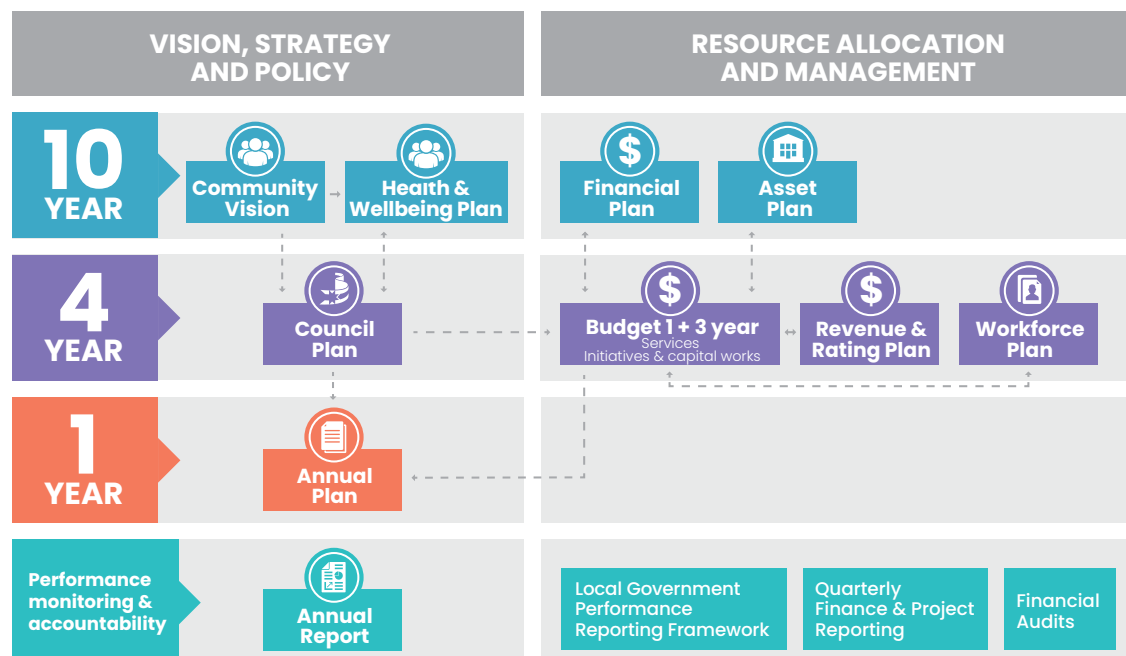 VISION, STRATEGY
AND POLICY
RESOURCE ALLOCATION
AND MANAGEMENT
10
YEAR
Community
Vision
Health &
Wellbeing Plan
Financial
Plan
Asset
Plan
4
YEAR
Council
Plan
Budget 1 + 3 year
Services
Initiatives & capital works
Revenue &
Rating Plan
Workforce
Plan
1
YEAR
Annual
Plan
Performance
monitoring &
accountability
Annual
Report
Local Government
Performance
Reporting Framework
Quarterly
Finance & Project
Reporting
Financial
Audits